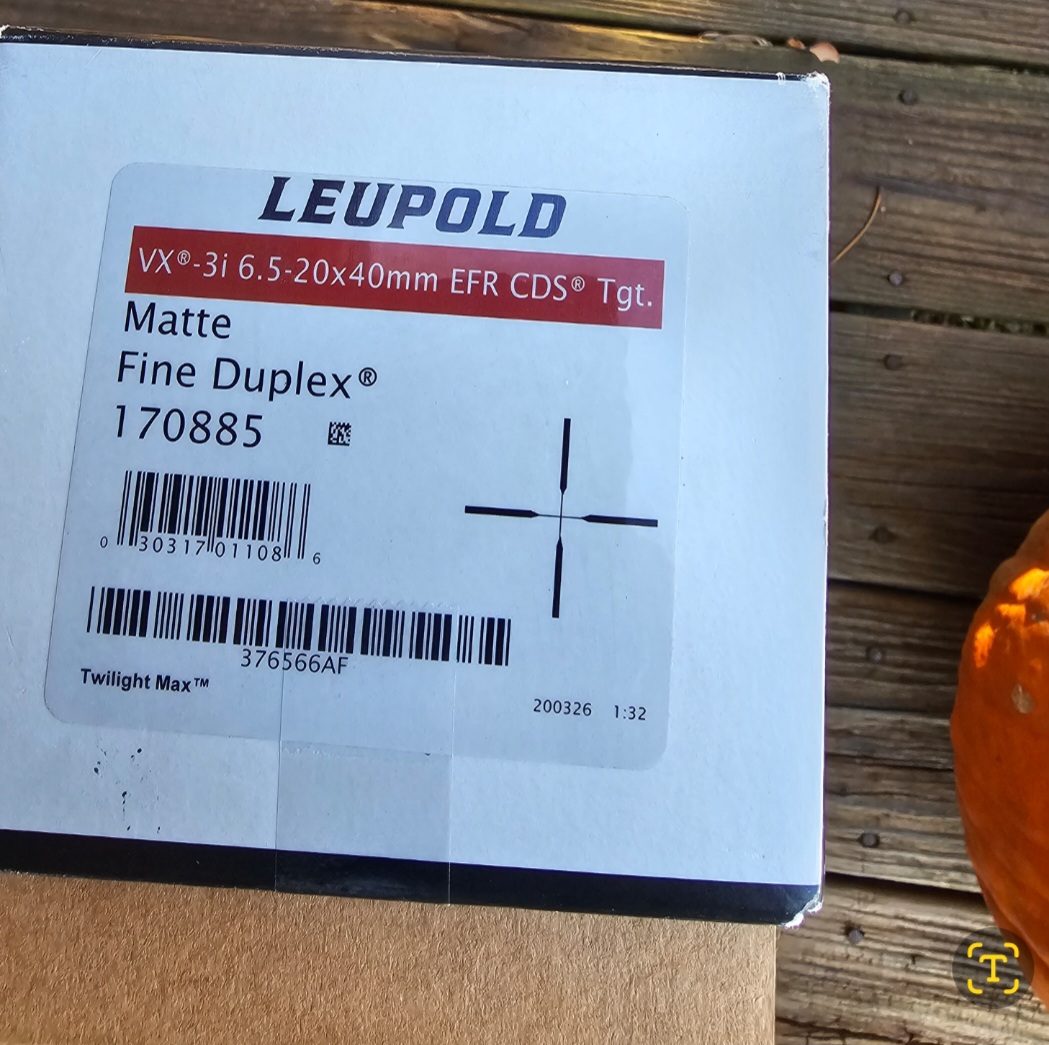 LEUPOLD
VX®-3i 6.5-20x40mm EFR CDS® Tgt.
Matte
Fine Duplex®
170885
0 30317 01108 6
376566AF
Twilight Max™
200326 1:32
T